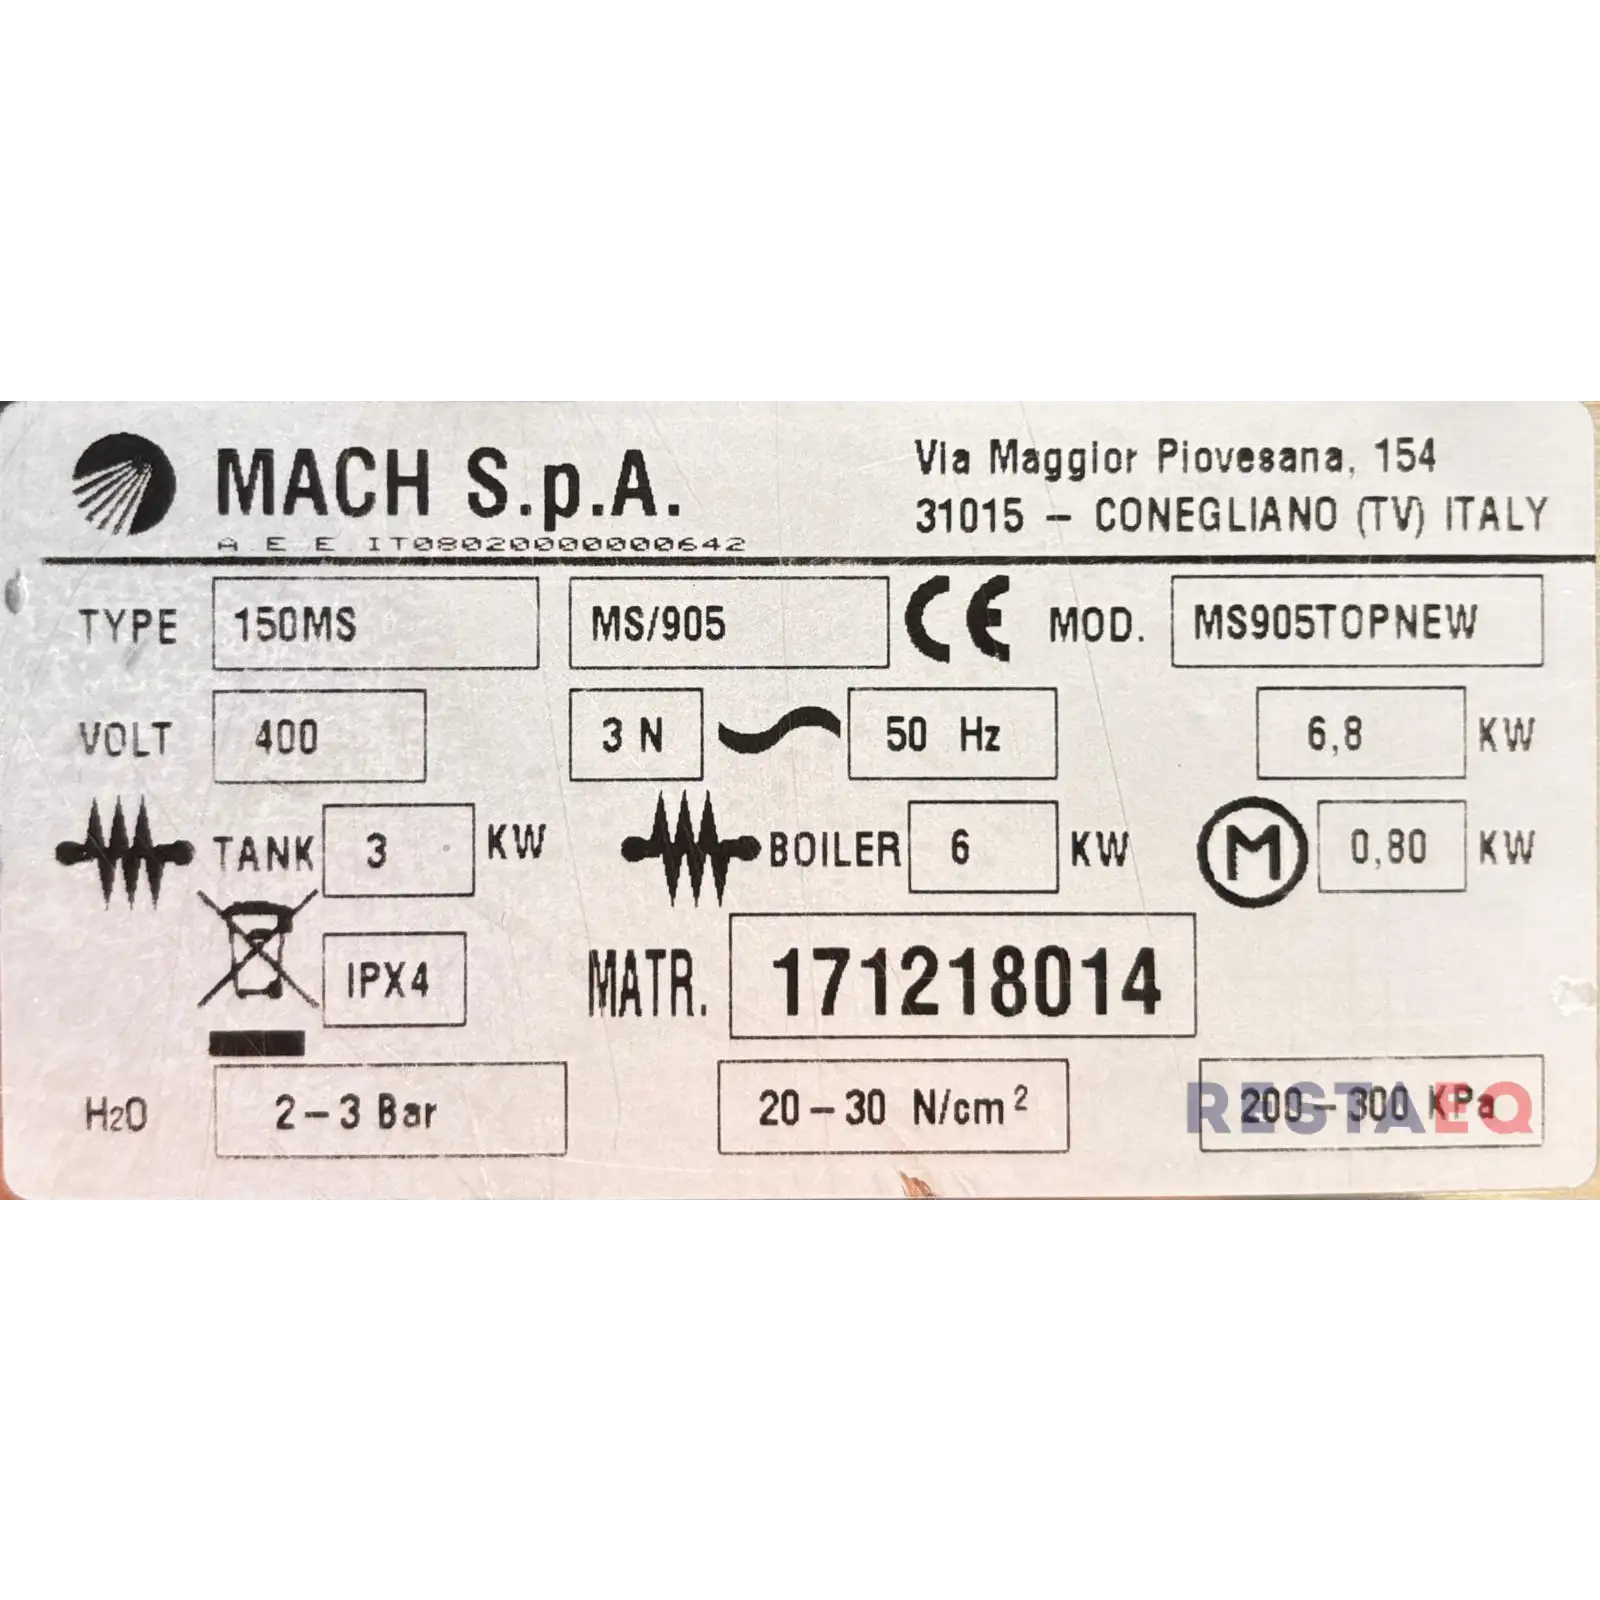 MACH S.p.A.
Via Maggior Piovesana, 154
31015 – CONEGLIANO (TV) ITALY
A E E IT08020000000642
TYPE 150MS MS/905 CE MOD. MS905TOPNEW
VOLT 400 3 N 50 Hz 6,8 KW
TANK 3 KW BOILER 6 KW M 0,80 KW
IPX4 MATR. 171218014
H2O 2–3 Bar 20–30 N/cm² 200–300 KPa
RESTAEQ